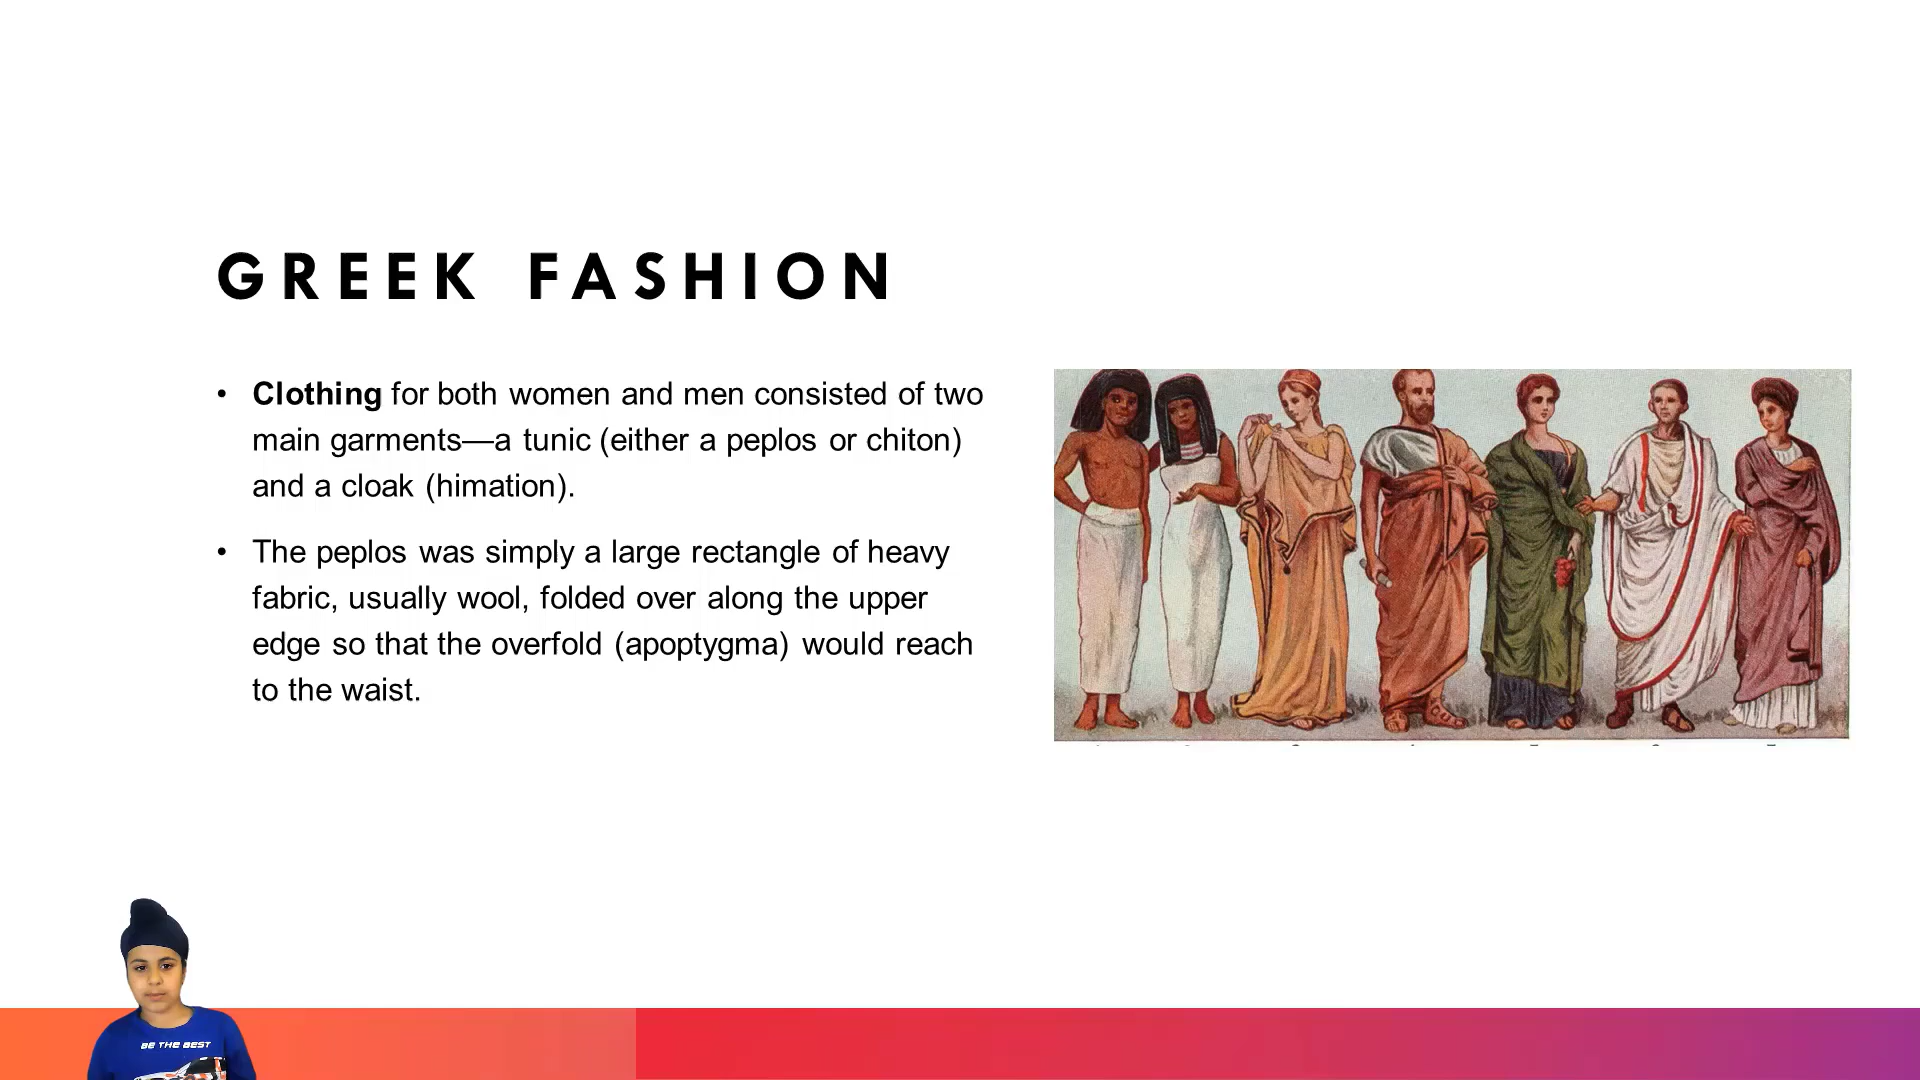 GREEK FASHION
• Clothing for both women and men consisted of two
main garments—a tunic (either a peplos or chiton)
and a cloak (himation).
• The peplos was simply a large rectangle of heavy
fabric, usually wool, folded over along the upper
edge so that the overfold (apoptygma) would reach
to the waist.
BE THE BEST